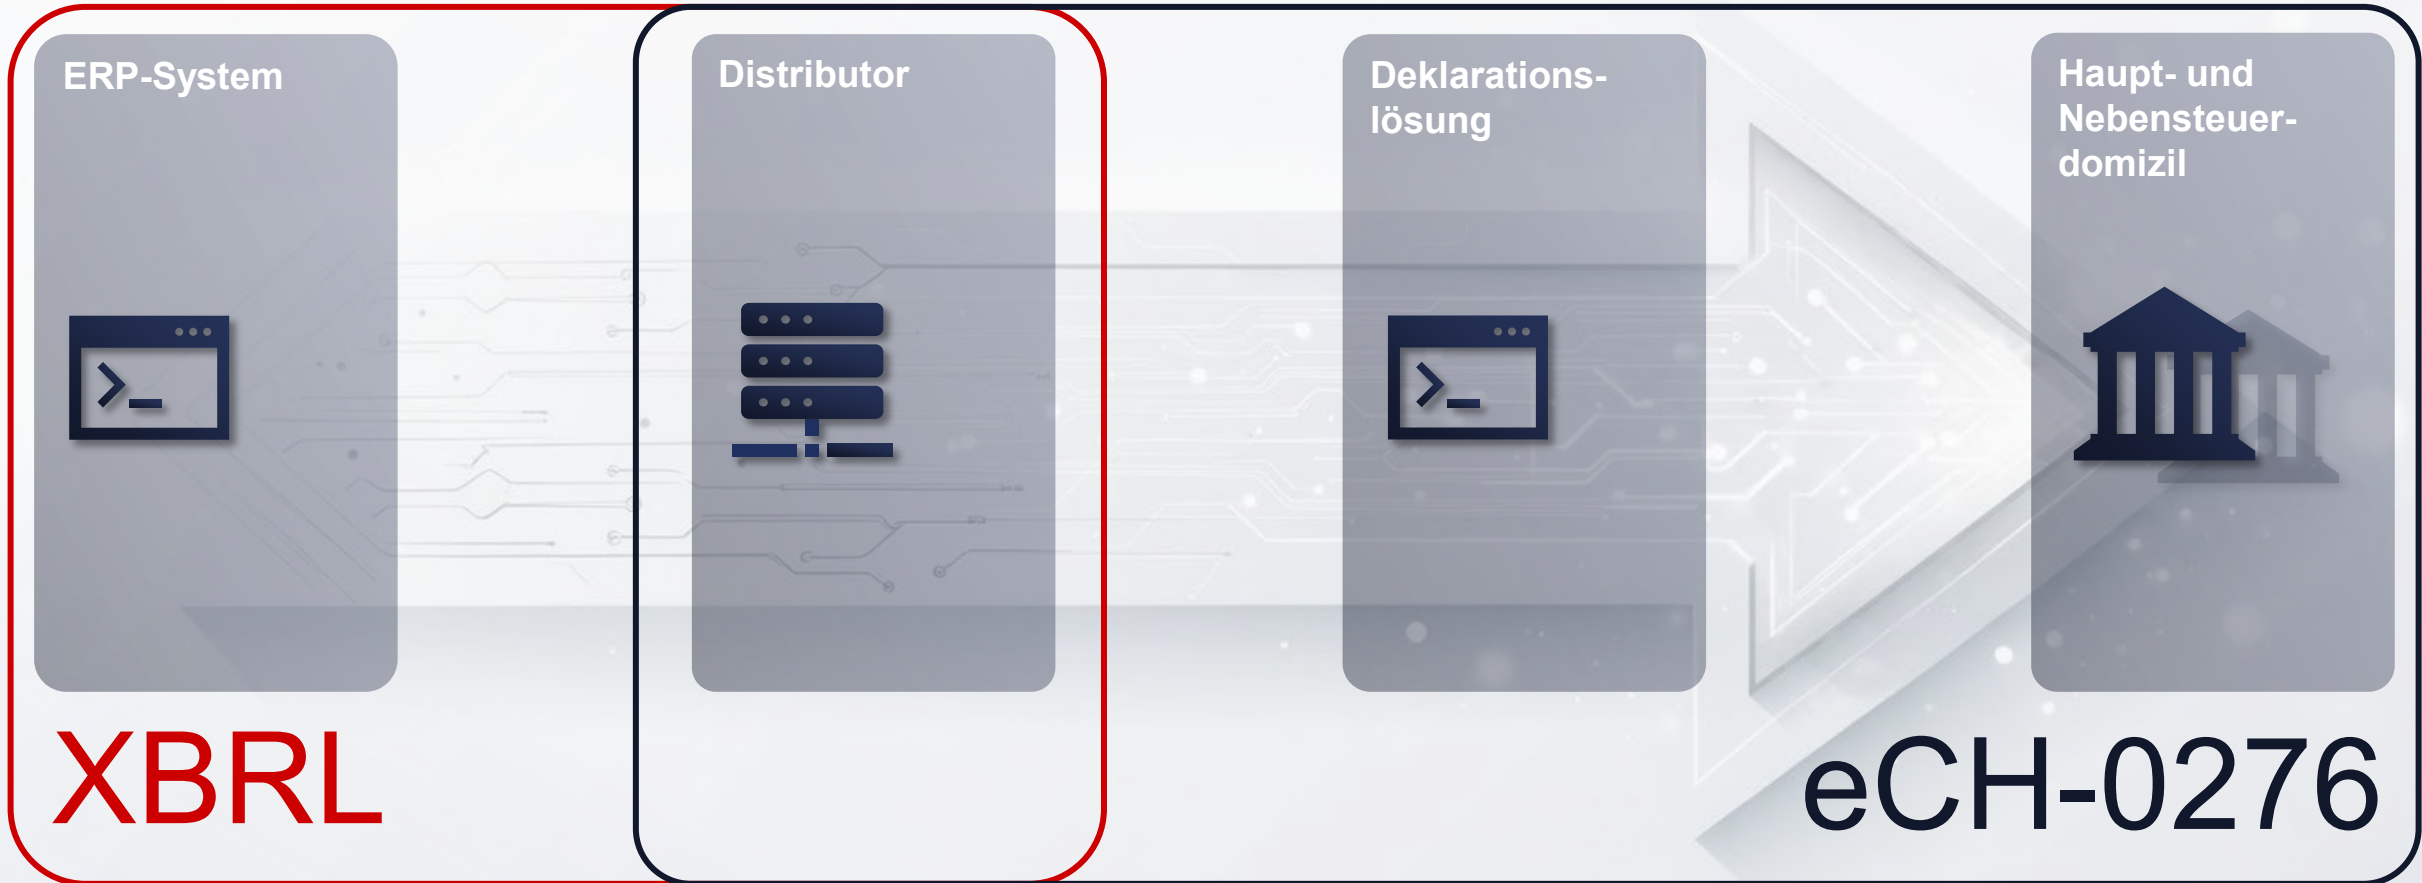 ERP-System
Distributor
Deklarations-
lösung
Haupt- und
Nebensteuer-
domizil
XBRL
eCH-0276